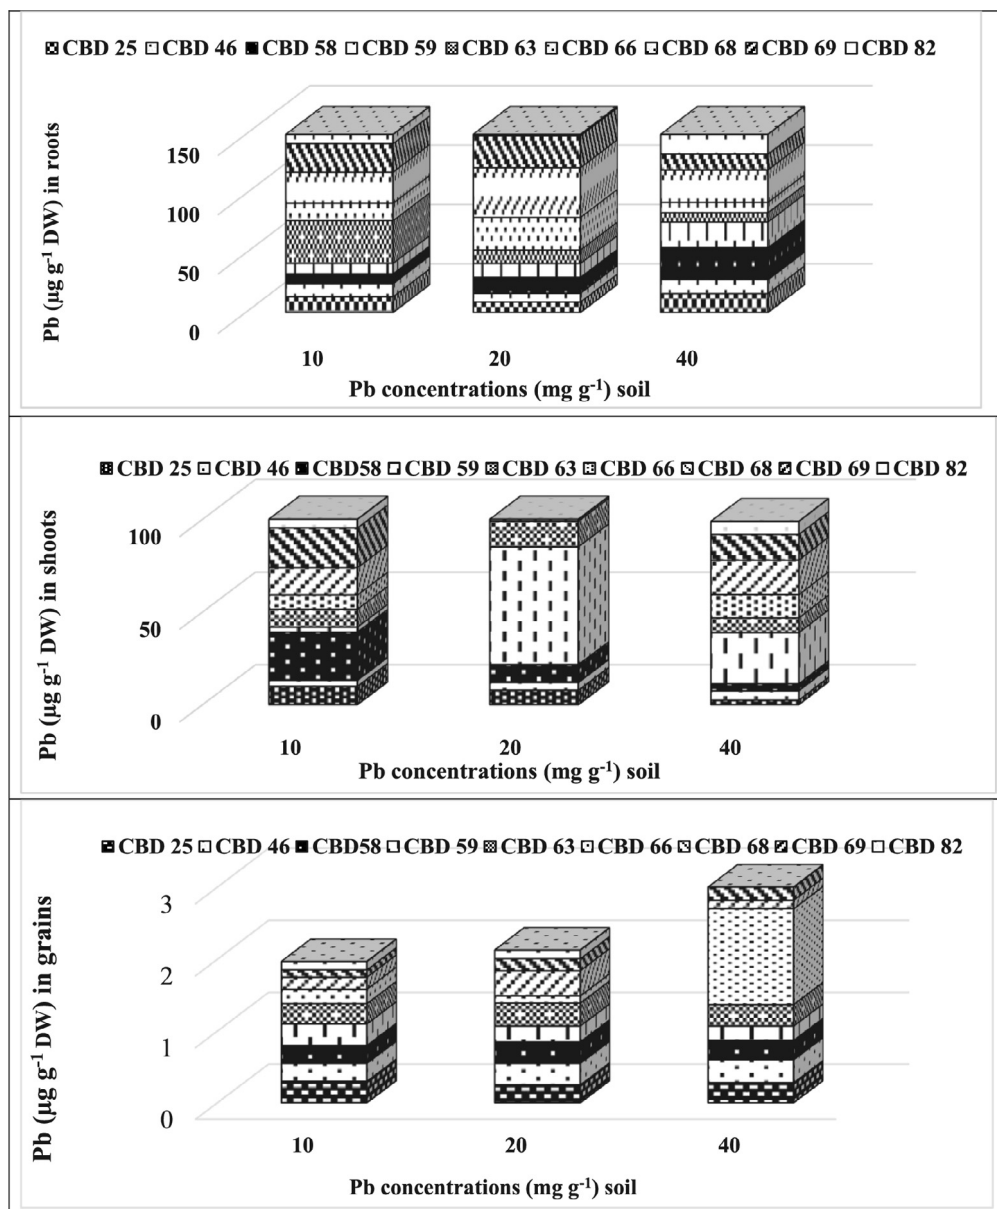 CBD 25 CBD 46 CBD 58 CBD 59 CBD 63 CBD 66 CBD 68 CBD 69 CBD 82
Pb (µg g⁻¹ DW) in roots
150
100
50
0
10 20 40
Pb concentrations (mg g⁻¹) soil
CBD 25 CBD 46 CBD58 CBD 59 CBD 63 CBD 66 CBD 68 CBD 69 CBD 82
Pb (µg g⁻¹ DW) in shoots
100
50
0
10 20 40
Pb concentrations (mg g⁻¹) soil
CBD 25 CBD 46 CBD58 CBD 59 CBD 63 CBD 66 CBD 68 CBD 69 CBD 82
Pb (µg g⁻¹ DW) in grains
3
2
1
0
10 20 40
Pb concentrations (mg g⁻¹) soil